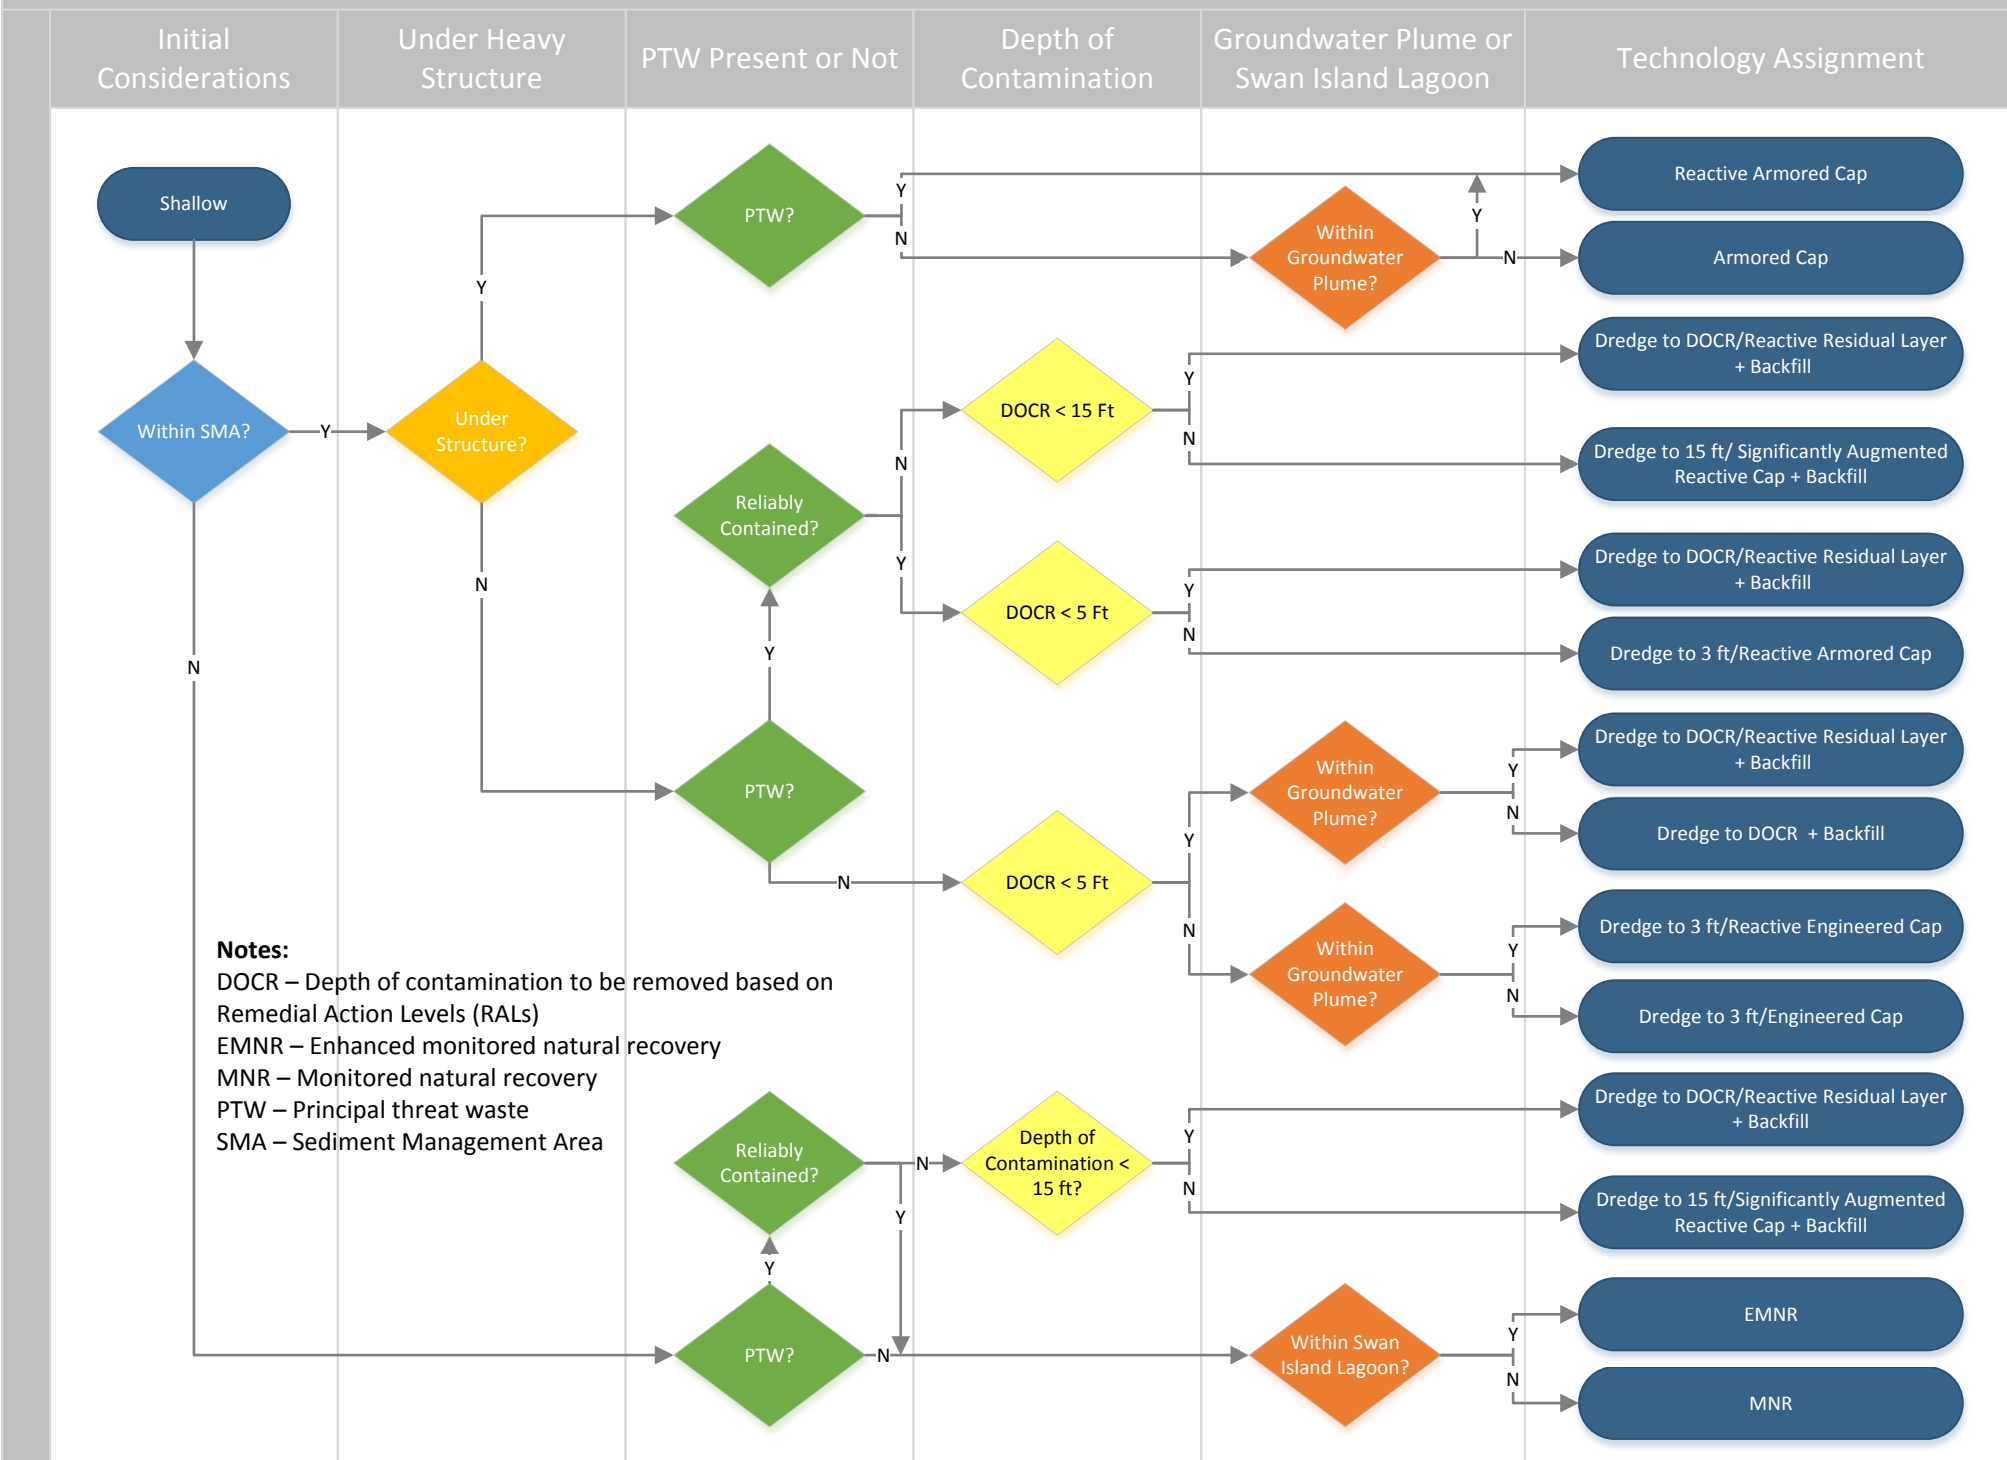 Initial
Considerations
Under Heavy
Structure
PTW Present or Not
Depth of
Contamination
Groundwater Plume or
Swan Island Lagoon
Technology Assignment
Shallow
Within SMA?
Y
N
Under
Structure?
Y
N
PTW?
Y
N
Within
Groundwater
Plume?
Y
N
Reactive Armored Cap
Armored Cap
Reliably
Contained?
N
Y
DOCR < 15 Ft
Y
N
Dredge to DOCR/Reactive Residual Layer
+ Backfill
Dredge to 15 ft/ Significantly Augmented
Reactive Cap + Backfill
DOCR < 5 Ft
Y
N
Dredge to DOCR/Reactive Residual Layer
+ Backfill
Dredge to 3 ft/Reactive Armored Cap
Y
PTW?
N
DOCR < 5 Ft
Y
N
Within
Groundwater
Plume?
Y
N
Dredge to DOCR/Reactive Residual Layer
+ Backfill
Dredge to DOCR + Backfill
Within
Groundwater
Plume?
Y
N
Dredge to 3 ft/Reactive Engineered Cap
Dredge to 3 ft/Engineered Cap
Notes:
DOCR – Depth of contamination to be removed based on
Remedial Action Levels (RALs)
EMNR – Enhanced monitored natural recovery
MNR – Monitored natural recovery
PTW – Principal threat waste
SMA – Sediment Management Area
Reliably
Contained?
N
Y
Depth of
Contamination <
15 ft?
Y
N
Dredge to DOCR/Reactive Residual Layer
+ Backfill
Dredge to 15 ft/Significantly Augmented
Reactive Cap + Backfill
Y
PTW?
N
Within Swan
Island Lagoon?
Y
N
EMNR
MNR